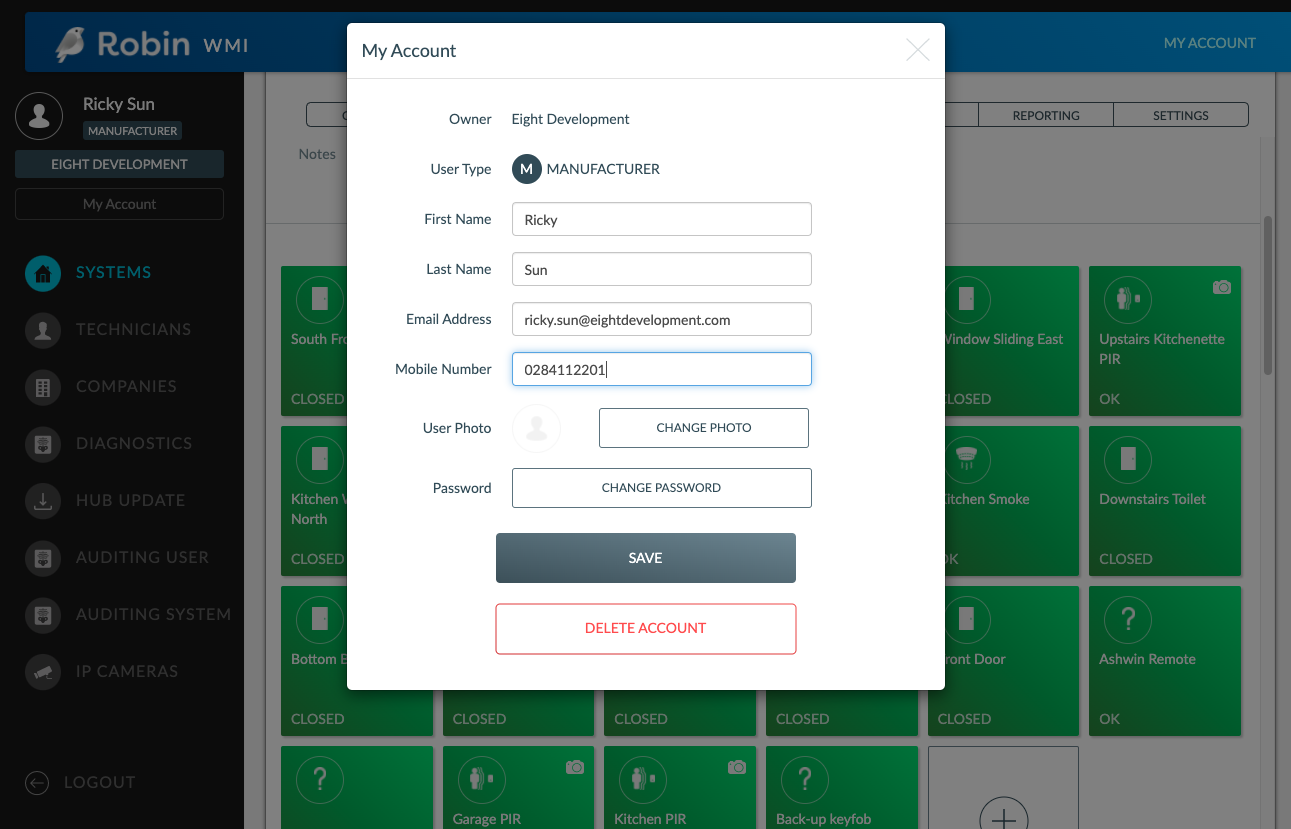 Robin WMI
MY ACCOUNT
Ricky Sun
MANUFACTURER
EIGHT DEVELOPMENT
My Account
SYSTEMS
TECHNICIANS
COMPANIES
DIAGNOSTICS
HUB UPDATE
AUDITING USER
AUDITING SYSTEM
IP CAMERAS
LOGOUT
My Account
Owner Eight Development
User Type M MANUFACTURER
First Name Ricky
Last Name Sun
Email Address ricky.sun@eightdevelopment.com
Mobile Number 0284112201
User Photo CHANGE PHOTO
Password CHANGE PASSWORD
SAVE
DELETE ACCOUNT
REPORTING SETTINGS
Notes
South
CLOSED
Window Sliding East
CLOSED
Upstairs Kitchenette
PIR
OK
Kitchen
North
CLOSED
Kitchen Smoke
OK
Downstairs Toilet
CLOSED
Bottom
CLOSED
CLOSED
CLOSED
CLOSED
Front Door
CLOSED
?
Ashwin Remote
OK
?
Garage PIR
Kitchen PIR
?
Back-up keyfob